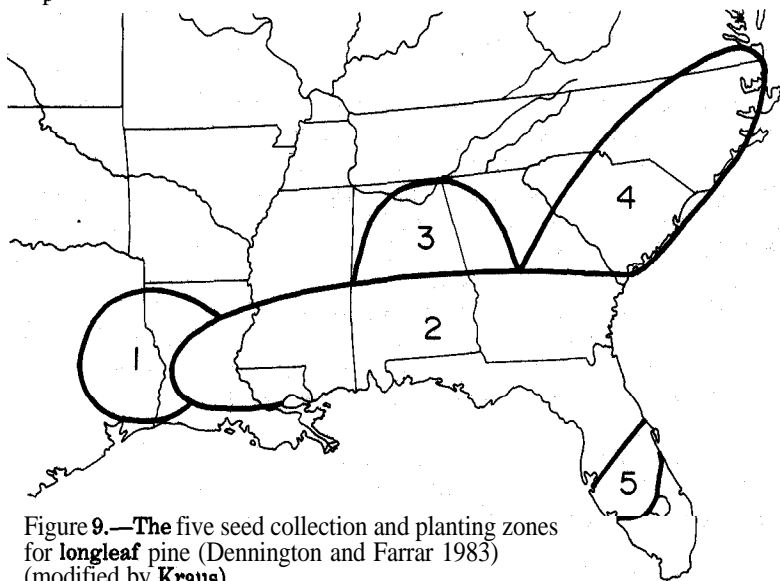 1
2
3
4
5
Figure 9.—The five seed collection and planting zones
for longleaf pine (Dennington and Farrar 1983)
(modified by Kraus)